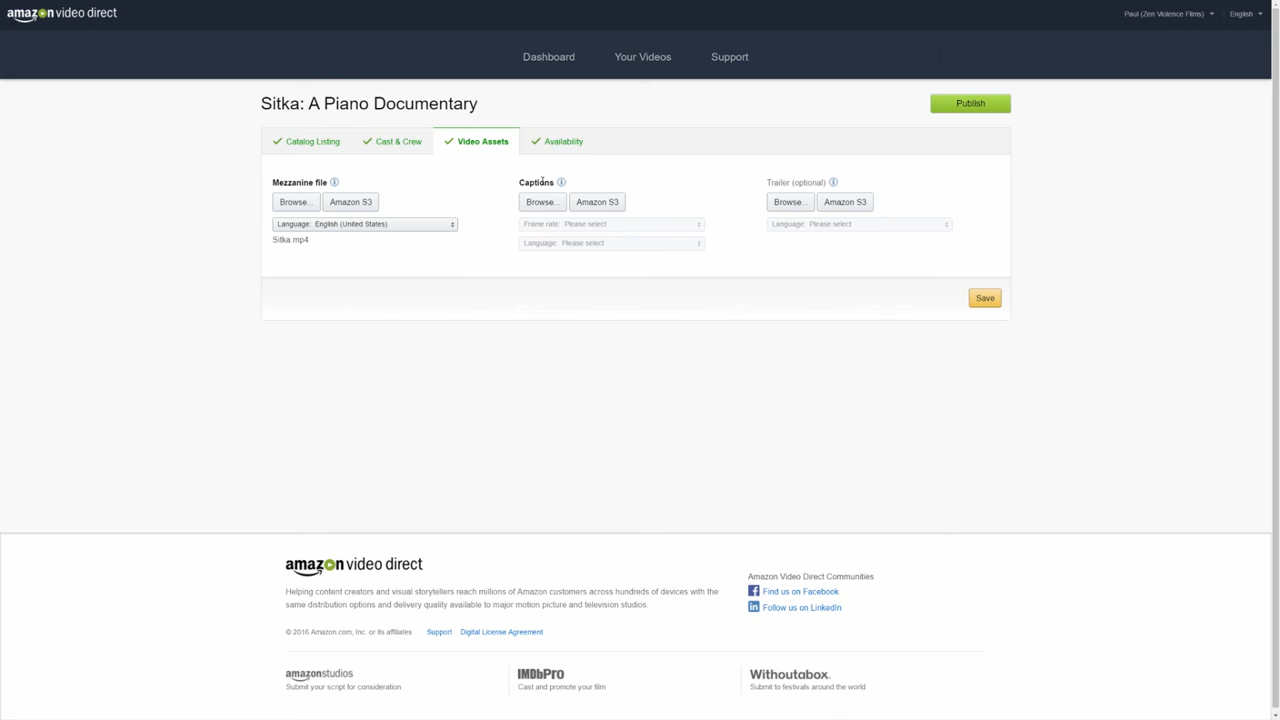 amazon video direct
Paul (Zen Violence Films)
English
Dashboard
Your Videos
Support
Sitka: A Piano Documentary
Publish
Catalog Listing
Cast & Crew
Video Assets
Availability
Mezzanine file
Browse...
Amazon S3
Language: English (United States)
Sitka.mp4
Captions
Browse...
Amazon S3
Frame rate: Please select
Language: Please select
Trailer (optional)
Browse...
Amazon S3
Language: Please select
Save
amazon video direct
Helping content creators and visual storytellers reach millions of Amazon customers across hundreds of devices with the
same distribution options and delivery quality available to major motion picture and television studios.
© 2016 Amazon.com, Inc. or its affiliates
Support
Digital License Agreement
Amazon Video Direct Communities
Find us on Facebook
Follow us on LinkedIn
amazonstudios
Submit your script for consideration
IMDbPro
Cast and promote your film
Withoutabox.
Submit to festivals around the world